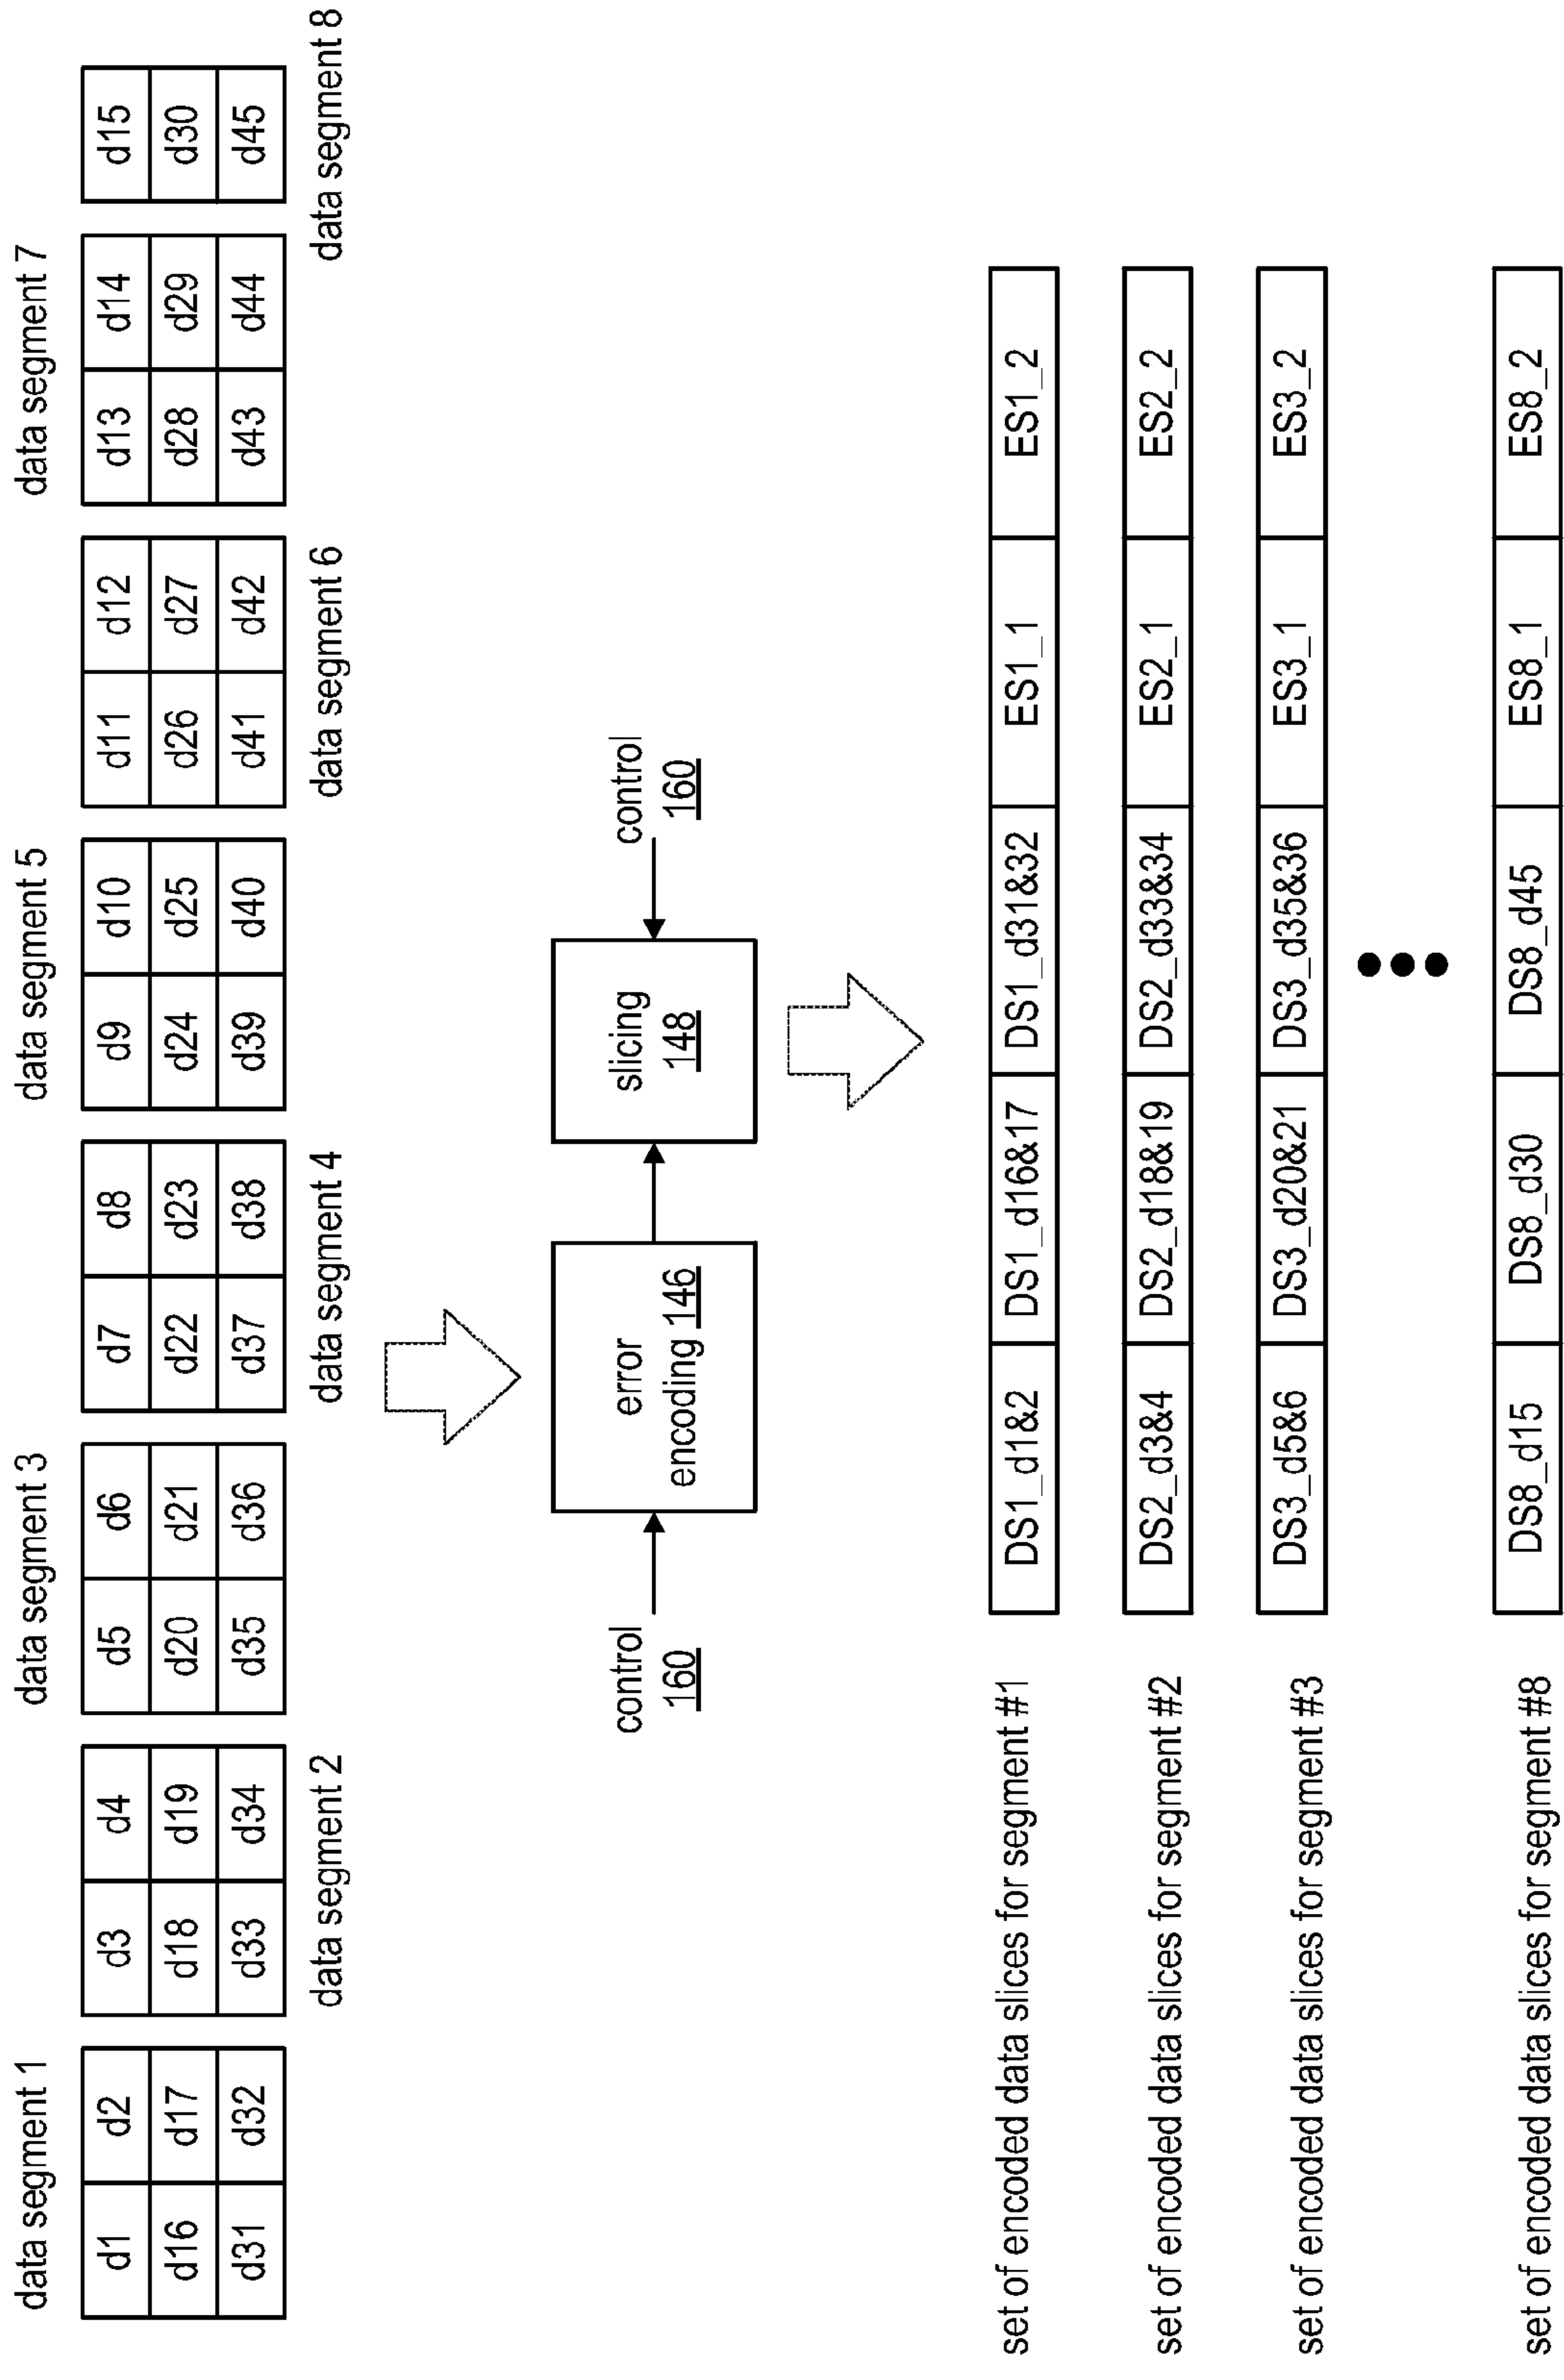 data segment 1
data segment 3
data segment 5
data segment 7
d1 d2 d3 d4 d5 d6 d7 d8 d9 d10 d11 d12 d13 d14 d15
d16 d17 d18 d19 d20 d21 d22 d23 d24 d25 d26 d27 d28 d29 d30
d31 d32 d33 d34 d35 d36 d37 d38 d39 d40 d41 d42 d43 d44 d45
data segment 2
data segment 4
data segment 6
data segment 8
control
160
error
encoding 146
slicing
148
control
160
set of encoded data slices for segment #1
DS1_d1&2 DS1_d16&17 DS1_d31&32 ES1_1 ES1_2
set of encoded data slices for segment #2
DS2_d3&4 DS2_d18&19 DS2_d33&34 ES2_1 ES2_2
set of encoded data slices for segment #3
DS3_d5&6 DS3_d20&21 DS3_d35&36 ES3_1 ES3_2
set of encoded data slices for segment #8
DS8_d15 DS8_d30 DS8_d45 ES8_1 ES8_2